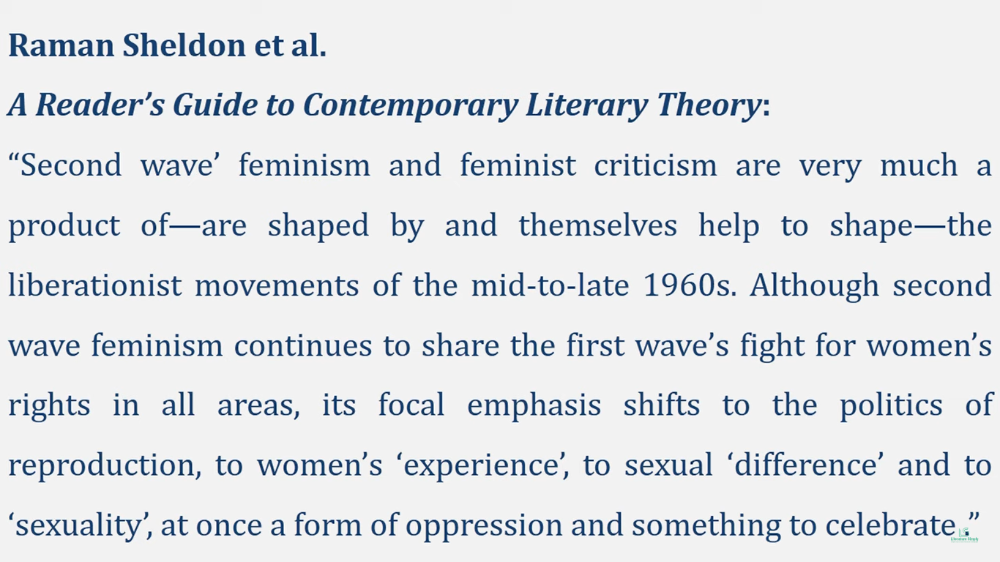 Raman Sheldon et al.
A Reader’s Guide to Contemporary Literary Theory:
“Second wave’ feminism and feminist criticism are very much a
product of—are shaped by and themselves help to shape—the
liberationist movements of the mid-to-late 1960s. Although second
wave feminism continues to share the first wave’s fight for women’s
rights in all areas, its focal emphasis shifts to the politics of
reproduction, to women’s ‘experience’, to sexual ‘difference’ and to
‘sexuality’, at once a form of oppression and something to celebrate.”
Literature Simply